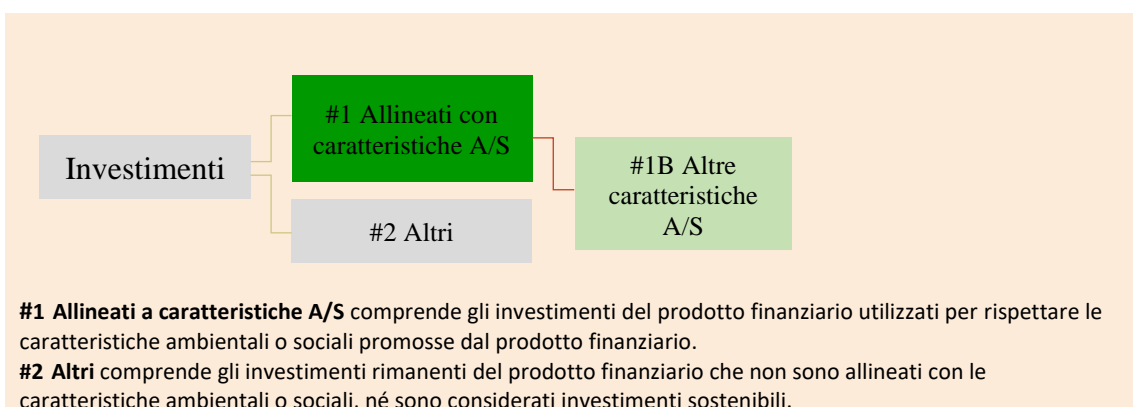 #1 Allineati con
caratteristiche A/S
Investimenti
#1B Altre
caratteristiche
A/S
#2 Altri
#1 Allineati a caratteristiche A/S comprende gli investimenti del prodotto finanziario utilizzati per rispettare le
caratteristiche ambientali o sociali promosse dal prodotto finanziario.
#2 Altri comprende gli investimenti rimanenti del prodotto finanziario che non sono allineati con le
caratteristiche ambientali o sociali, né sono considerati investimenti sostenibili.